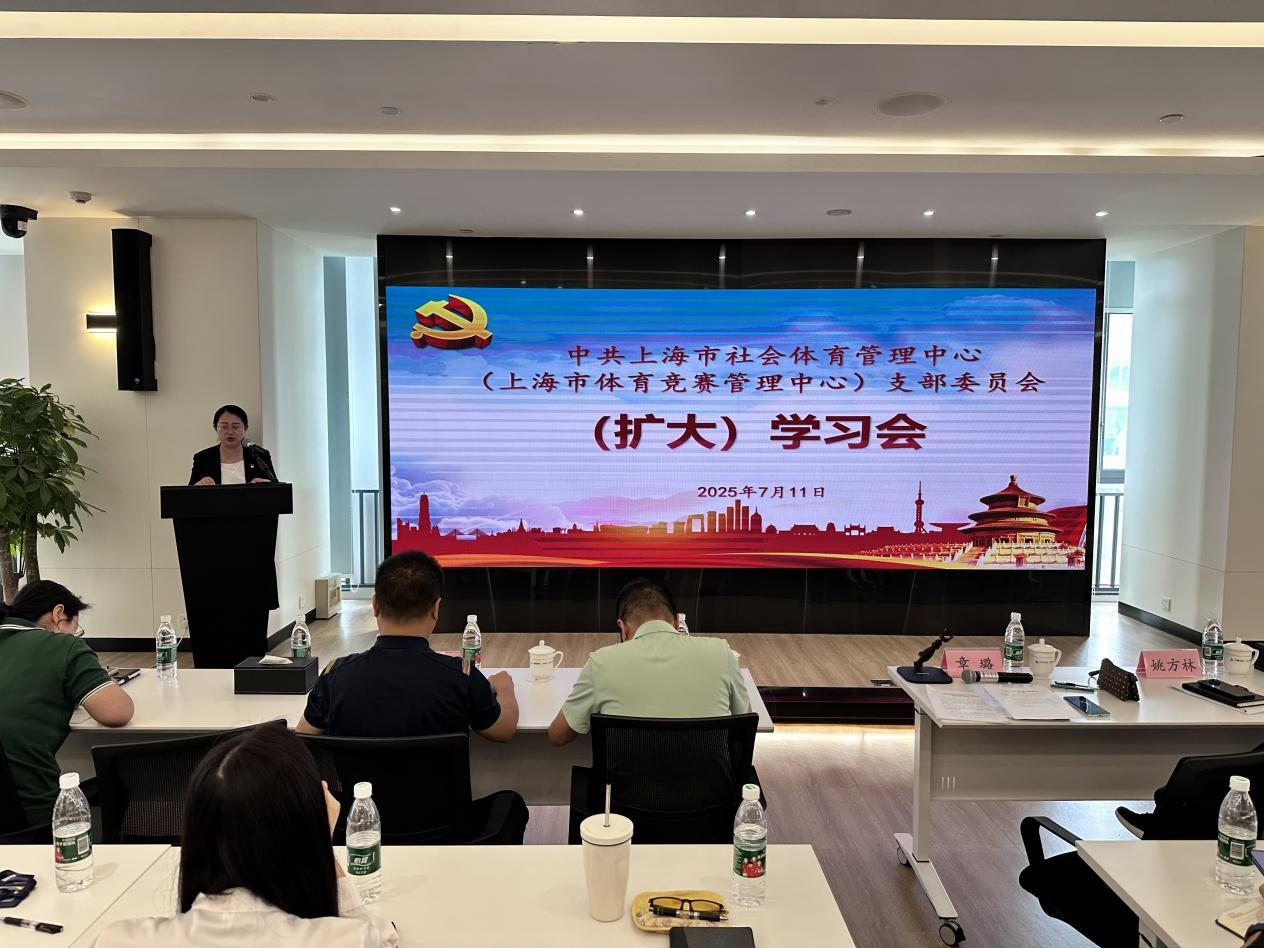 中共上海市社会体育管理中心
（上海市体育竞赛管理中心）支部委员会
（扩大）学习会
2025年7月11日
章璐
姚方林
怡宝